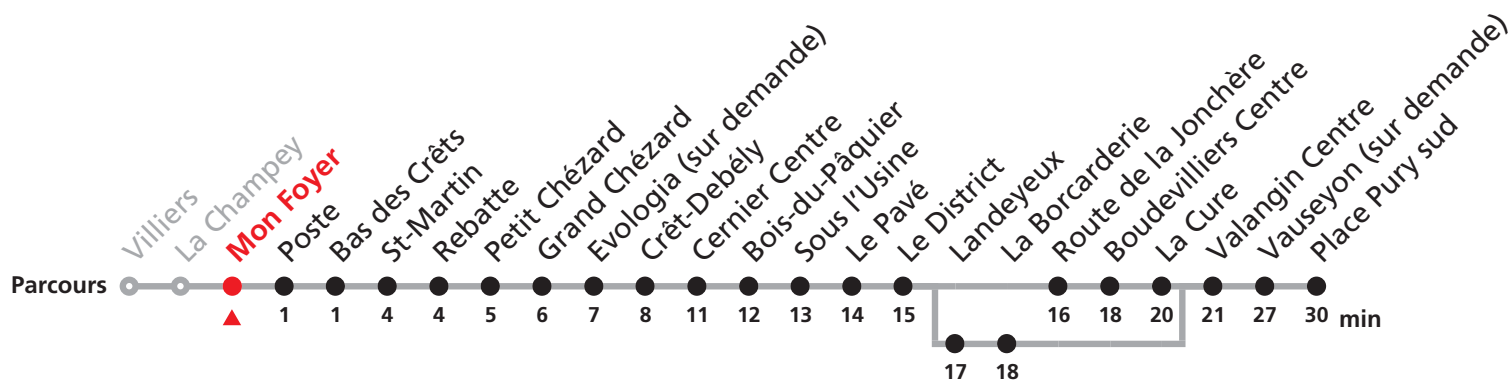 Villiers
La Champey
Mon Foyer
Poste
Bas des Crêts
St-Martin
Rebatte
Petit Chézard
Grand Chézard
Evologia (sur demande)
Crêt-Debély
Cernier Centre
Bois-du-Pâquier
Sous l'Usine
Le Pavé
Le District
Landeyeux
La Borcarderie
Route de la Jonchère
Boudevilliers Centre
La Cure
Valangin Centre
Vauseyon (sur demande)
Place Pury sud
Parcours
1 1 4 4 5 6 7 8 11 12 13 14 15 16 18 20 21 27 30 min
17 18